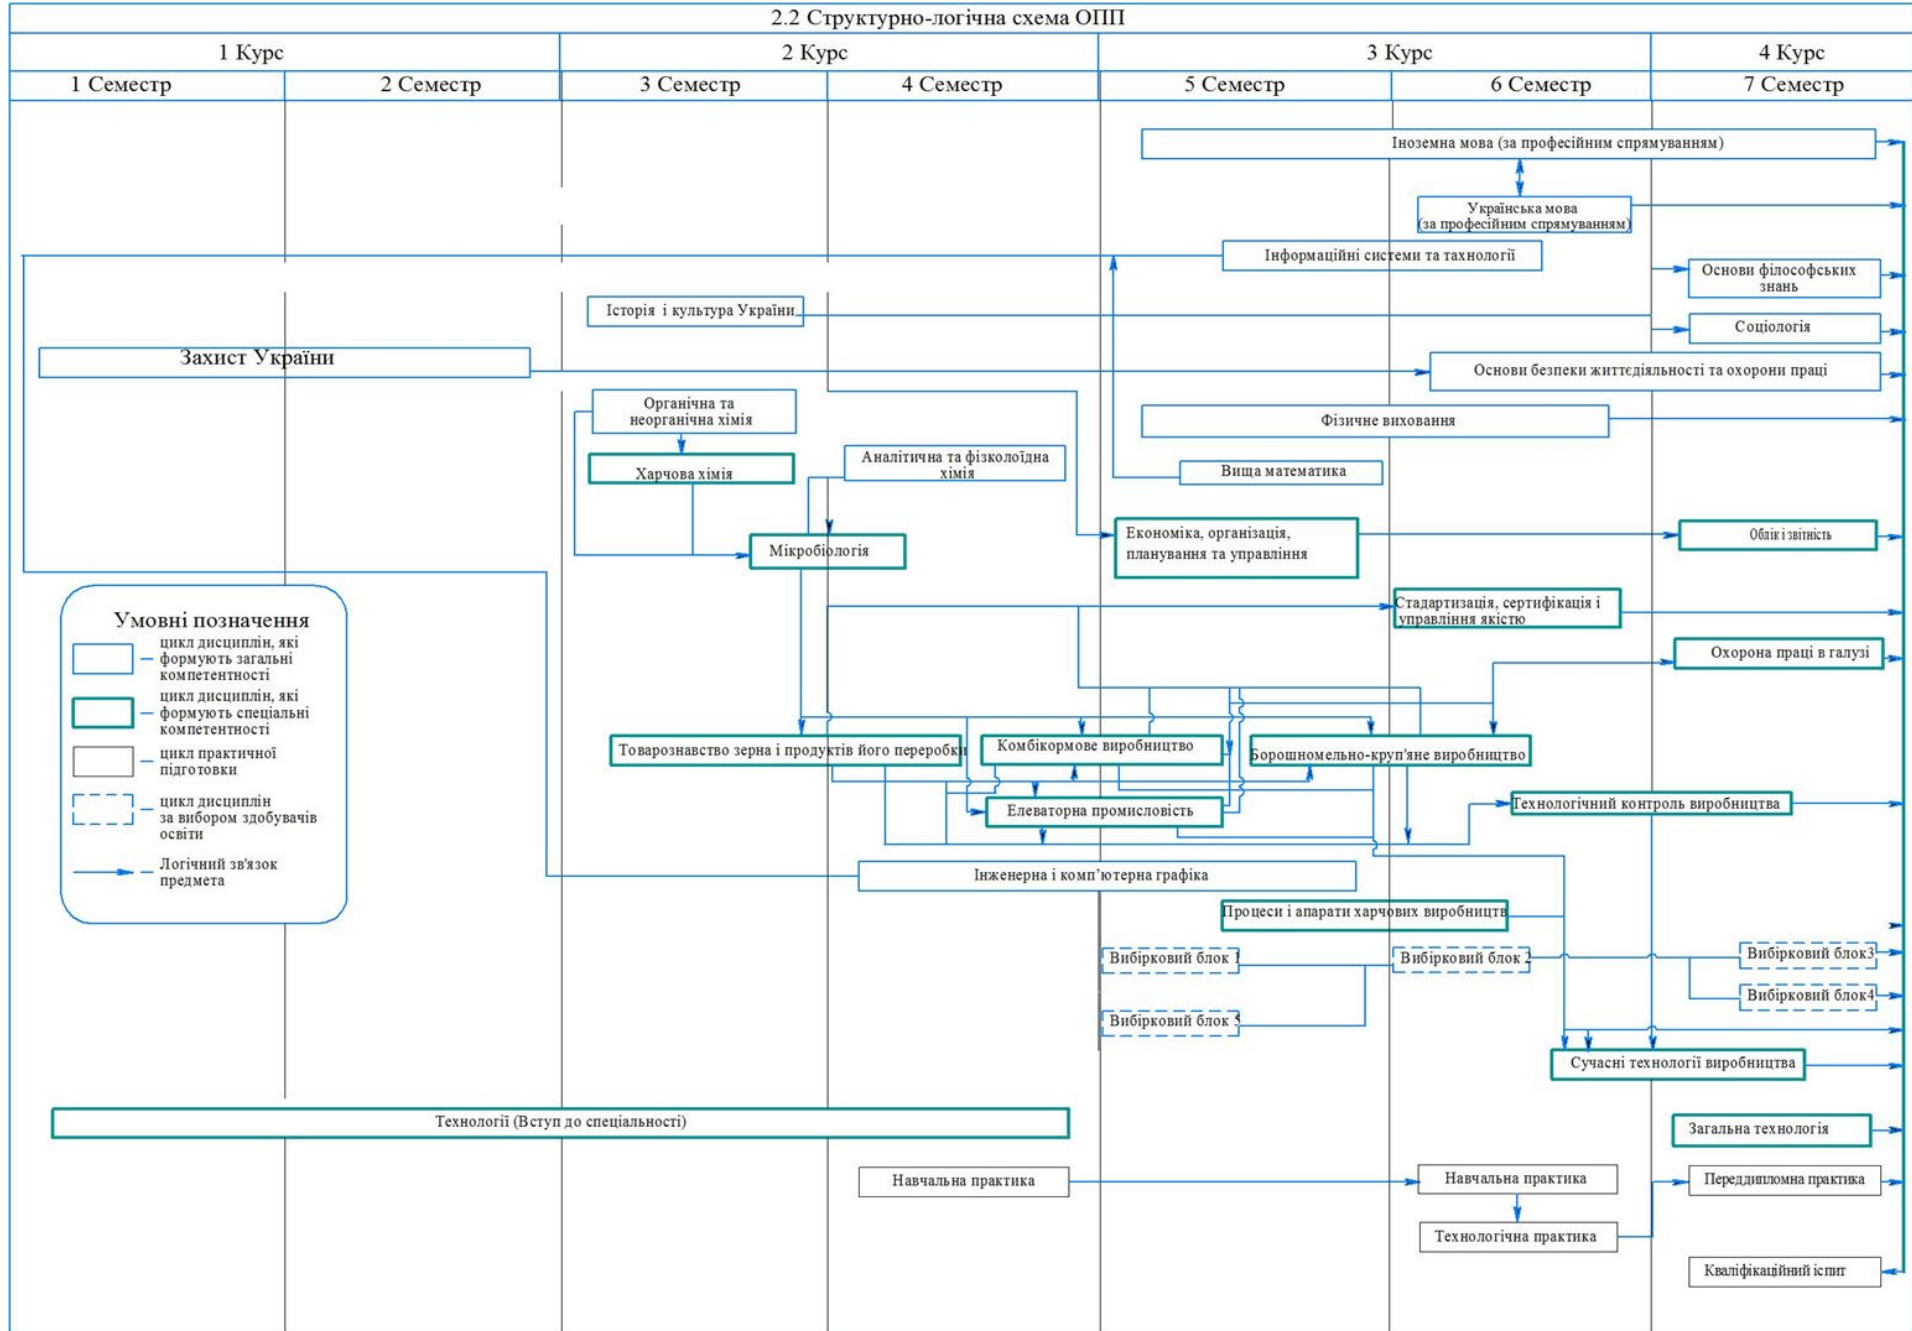 2.2 Структурно-логічна схема ОПП
1 Курс
2 Курс
3 Курс
4 Курс
1 Семестр
2 Семестр
3 Семестр
4 Семестр
5 Семестр
6 Семестр
7 Семестр
Іноземна мова (за професійним спрямуванням)
Українська мова
(за професійним спрямуванням)
Інформаційні системи та тахнології
Основи філософських
знань
Історія і культура України
Соціологія
Захист України
Основи безпеки життєдіяльності та охорони праці
Органічна та
неорганічна хімія
Фізичне виховання
Харчова хімія
Аналітична та фізколоїдна
хімія
Вища математика
Мікробіологія
Економіка, організація,
планування та управління
Облік і звітність
Умовні позначення
цикл дисциплін, які
– формують загальні
компетентності
цикл дисциплін, які
– формують спеціальні
компетентності
– цикл практичної
підготовки
цикл дисциплін
– за вибором здобувачів
освіти
– Логічний зв'язок
предмета
Стадартизація, сертифікація і
управління якістю
Охорона праці в галузі
Товарознавство зерна і продуктів його переробки
Комбікормове виробництво
Борошномельно-круп'яне виробництво
Елеваторна промисловість
Технологічний контроль виробництва
Інженерна і комп’ютерна графіка
Процеси і апарати харчових виробництв
Вибірковий блок 1
Вибірковий блок 2
Вибірковий блок3
Вибірковий блок4
Вибірковий блок 5
Сучасні технології виробництва
Технології (Вступ до спеціальності)
Загальна технологія
Навчальна практика
Навчальна практика
Переддипломна практика
Технологічна практика
Кваліфікаційний іспит